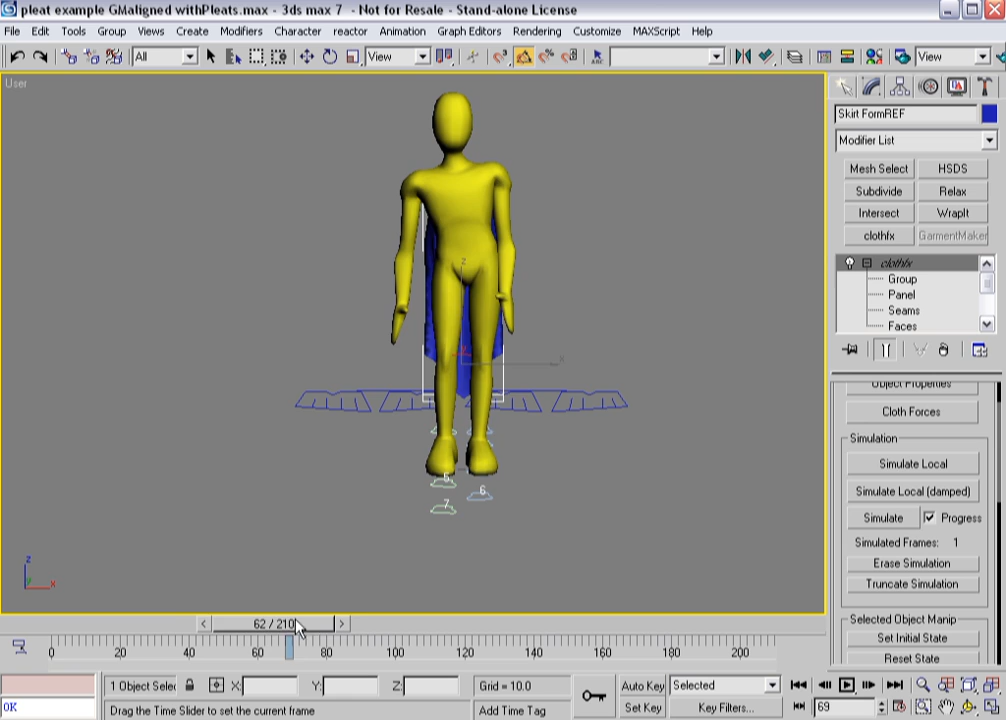 pleat example GMaligned withPleats.max - 3ds max 7 - Not for Resale - Stand-alone License
File Edit Tools Group Views Create Modifiers Character reactor Animation Graph Editors Rendering Customize MAXScript Help
All View View
User
Skirt FormREF
Modifier List
Mesh Select HSDS
Subdivide Relax
Intersect WrapIt
clothfx GarmentMaker
clothfx
Group
Panel
Seams
Faces
Object Properties
Cloth Forces
Simulation
Simulate Local
Simulate Local (damped)
Simulate Progress
Simulated Frames: 1
Erase Simulation
Truncate Simulation
Selected Object Manip
Set Initial State
Reset State
z
x
5
6
7
z
y
x
< 62 / 210 >
0 20 40 60 80 100 120 140 160 180 200
1 Object Selec X: Y: Z: Grid = 10.0 Auto Key Selected
OK Drag the Time Slider to set the current frame Add Time Tag Set Key Key Filters... 69